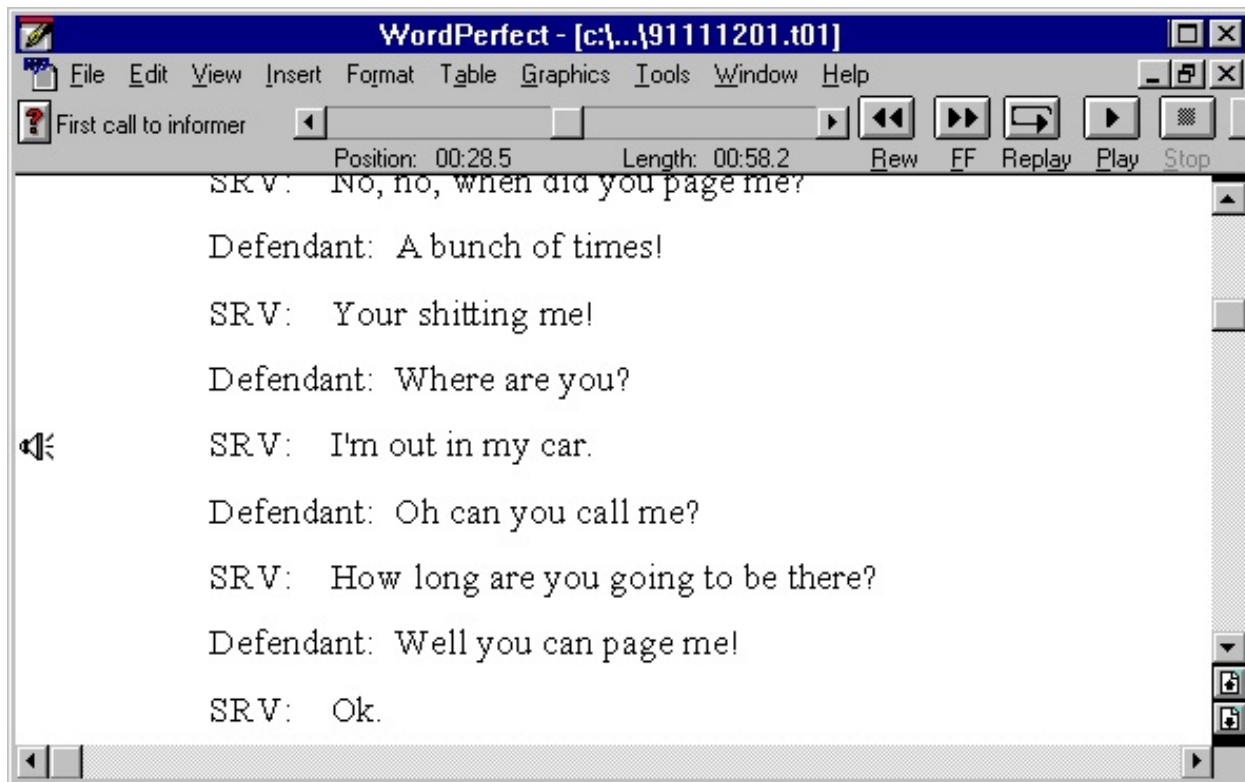 WordPerfect - [c:\...\91111201.t01]
File Edit View Insert Format Table Graphics Tools Window Help
? First call to informer
Position: 00:28.5 Length: 00:58.2 Rew FF Replay Play Stop
SRV: No, no, when did you page me?
Defendant: A bunch of times!
SRV: Your shitting me!
Defendant: Where are you?
SRV: I'm out in my car.
Defendant: Oh can you call me?
SRV: How long are you going to be there?
Defendant: Well you can page me!
SRV: Ok.